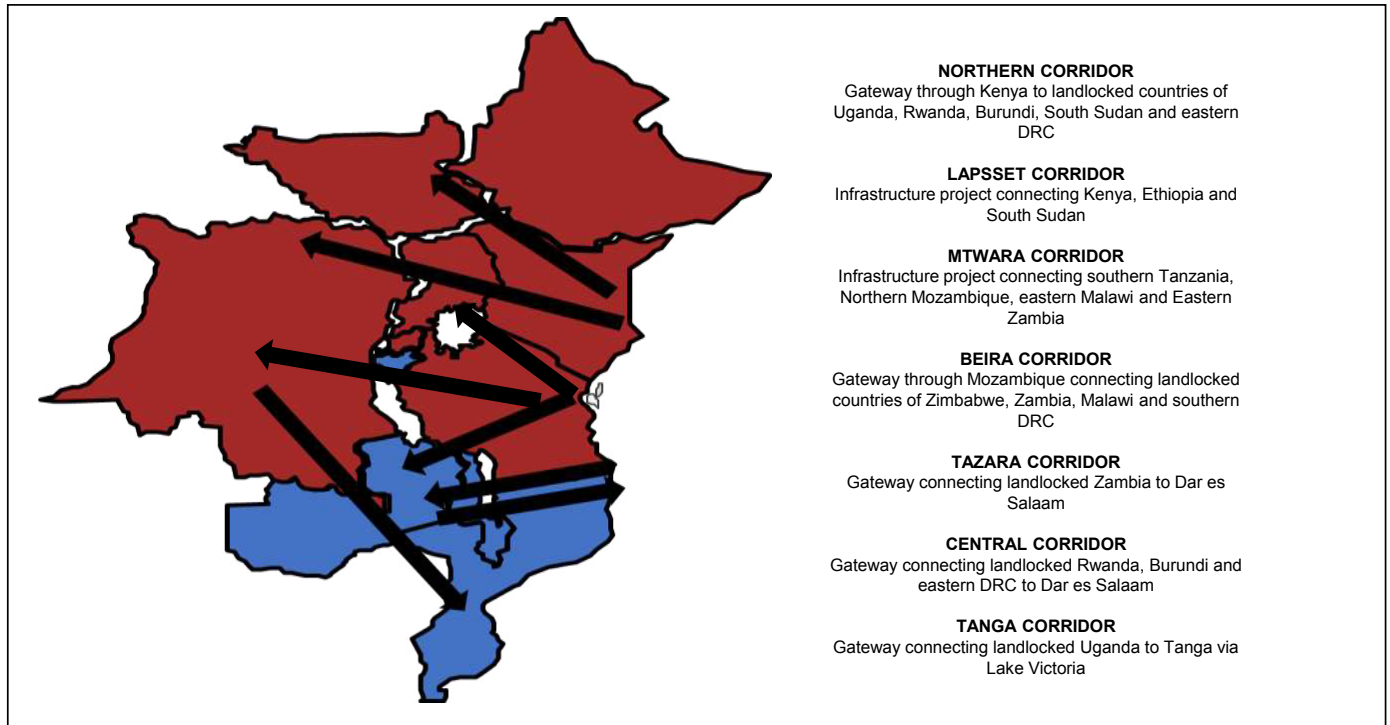 NORTHERN CORRIDOR
Gateway through Kenya to landlocked countries of
Uganda, Rwanda, Burundi, South Sudan and eastern
DRC
LAPSSET CORRIDOR
Infrastructure project connecting Kenya, Ethiopia and
South Sudan
MTWARA CORRIDOR
Infrastructure project connecting southern Tanzania,
Northern Mozambique, eastern Malawi and Eastern
Zambia
BEIRA CORRIDOR
Gateway through Mozambique connecting landlocked
countries of Zimbabwe, Zambia, Malawi and southern
DRC
TAZARA CORRIDOR
Gateway connecting landlocked Zambia to Dar es
Salaam
CENTRAL CORRIDOR
Gateway connecting landlocked Rwanda, Burundi and
eastern DRC to Dar es Salaam
TANGA CORRIDOR
Gateway connecting landlocked Uganda to Tanga via
Lake Victoria